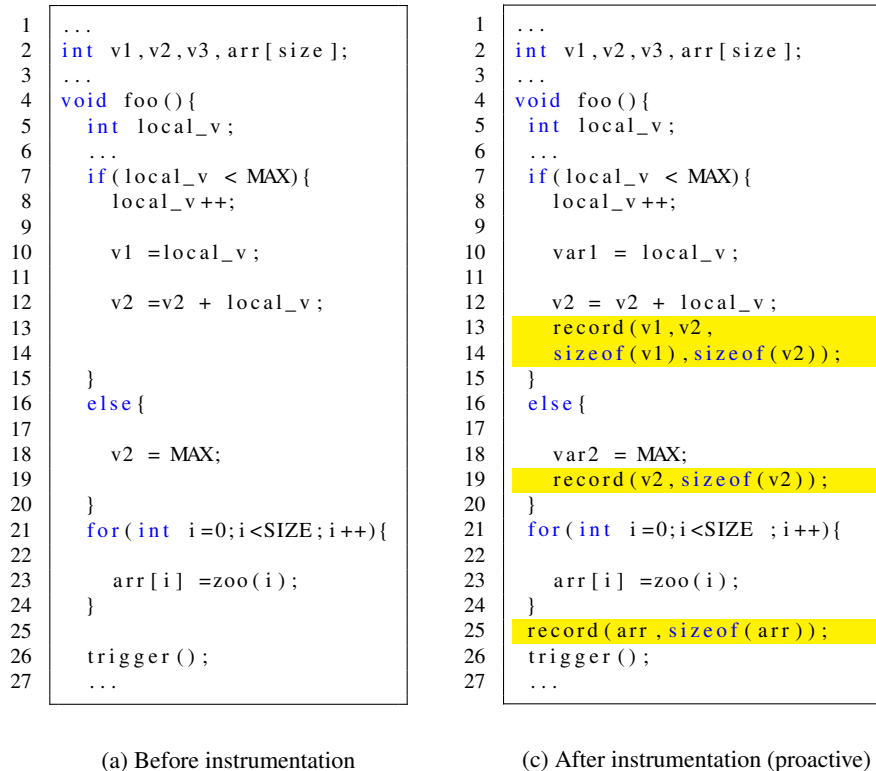 1 ...
2 int v1,v2,v3,arr[size];
3 ...
4 void foo(){
5 int local_v;
6 ...
7 if(local_v < MAX){
8 local_v++;
9
10 v1 =local_v;
11
12 v2 =v2 + local_v;
13
14
15 }
16 else{
17
18 v2 = MAX;
19
20 }
21 for(int i=0;i<SIZE;i++){
22
23 arr[i] =zoo(i);
24 }
25
26 trigger();
27 ...
(a) Before instrumentation
1 ...
2 int v1,v2,v3,arr[size];
3 ...
4 void foo(){
5 int local_v;
6 ...
7 if(local_v < MAX){
8 local_v++;
9
10 var1 = local_v;
11
12 v2 = v2 + local_v;
13 record(v1,v2,
14 sizeof(v1),sizeof(v2));
15 }
16 else{
17
18 var2 = MAX;
19 record(v2,sizeof(v2));
20 }
21 for(int i=0;i<SIZE ;i++){
22
23 arr[i] =zoo(i);
24 }
25 record(arr,sizeof(arr));
26 trigger();
27 ...
(c) After instrumentation (proactive)